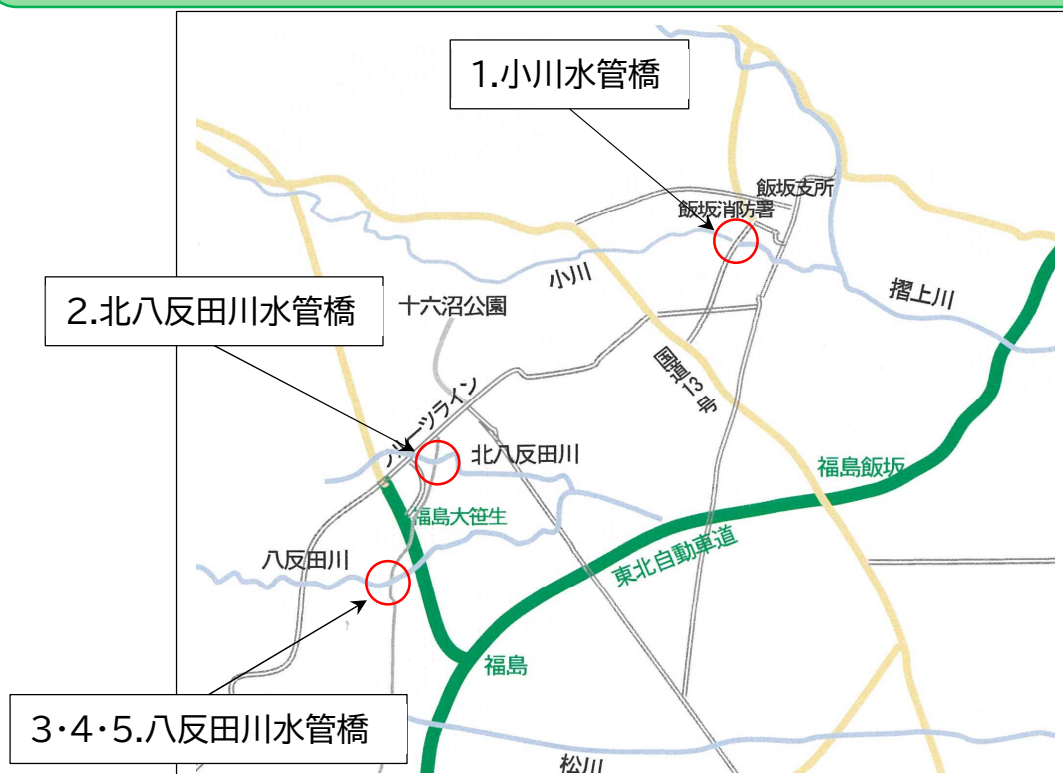 1.小川水管橋
飯坂支所
飯坂消防署
小川
摺上川
2.北八反田川水管橋
十六沼公園
国道13号
フルーツライン
北八反田川
福島飯坂
福島大笹生
東北自動車道
八反田川
福島
3・4・5.八反田川水管橋
松川